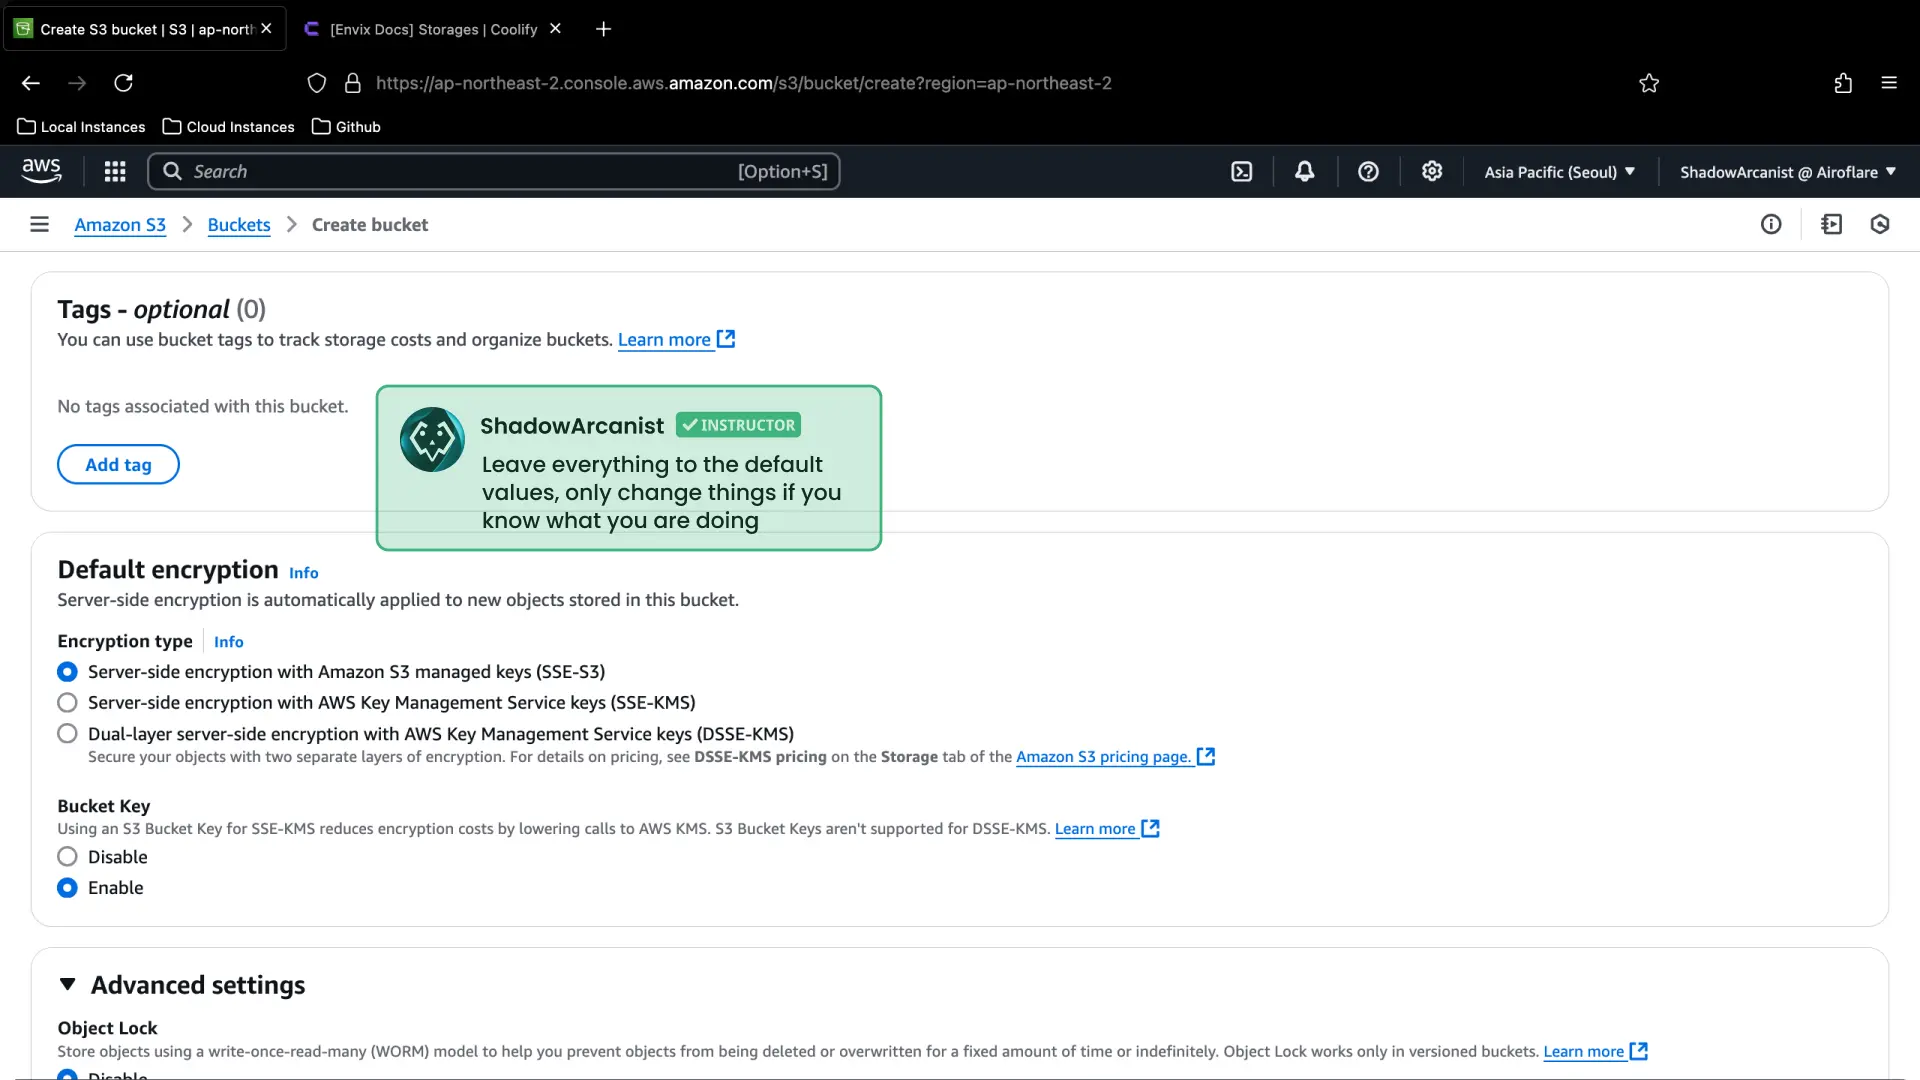 Create S3 bucket | S3 | ap-north
[Envix Docs] Storages | Coolify
https://ap-northeast-2.console.aws.amazon.com/s3/bucket/create?region=ap-northeast-2
Local Instances
Cloud Instances
Github
aws
Search
[Option+S]
Asia Pacific (Seoul)
ShadowArcanist @ Airoflare
Amazon S3
Buckets
Create bucket
Tags - optional (0)
You can use bucket tags to track storage costs and organize buckets. Learn more
No tags associated with this bucket.
Add tag
ShadowArcanist
INSTRUCTOR
Leave everything to the default
values, only change things if you
know what you are doing
Default encryption Info
Server-side encryption is automatically applied to new objects stored in this bucket.
Encryption type Info
Server-side encryption with Amazon S3 managed keys (SSE-S3)
Server-side encryption with AWS Key Management Service keys (SSE-KMS)
Dual-layer server-side encryption with AWS Key Management Service keys (DSSE-KMS)
Secure your objects with two separate layers of encryption. For details on pricing, see DSSE-KMS pricing on the Storage tab of the Amazon S3 pricing page.
Bucket Key
Using an S3 Bucket Key for SSE-KMS reduces encryption costs by lowering calls to AWS KMS. S3 Bucket Keys aren't supported for DSSE-KMS. Learn more
Disable
Enable
Advanced settings
Object Lock
Store objects using a write-once-read-many (WORM) model to help you prevent objects from being deleted or overwritten for a fixed amount of time or indefinitely. Object Lock works only in versioned buckets. Learn more
Disable